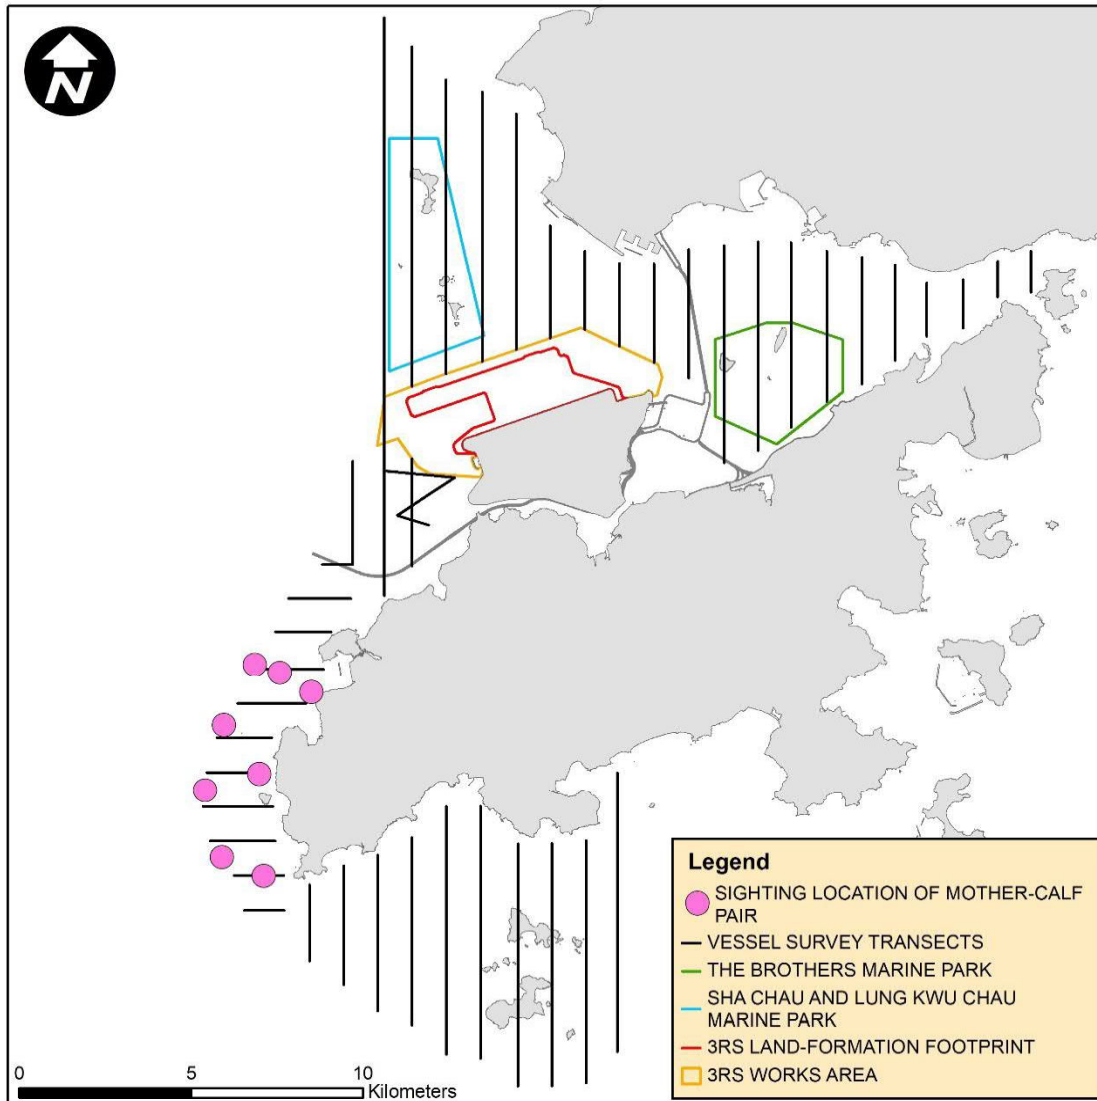 N
Legend
SIGHTING LOCATION OF MOTHER-CALF
PAIR
VESSEL SURVEY TRANSECTS
THE BROTHERS MARINE PARK
SHA CHAU AND LUNG KWU CHAU
MARINE PARK
3RS LAND-FORMATION FOOTPRINT
3RS WORKS AREA
0 5 10
Kilometers